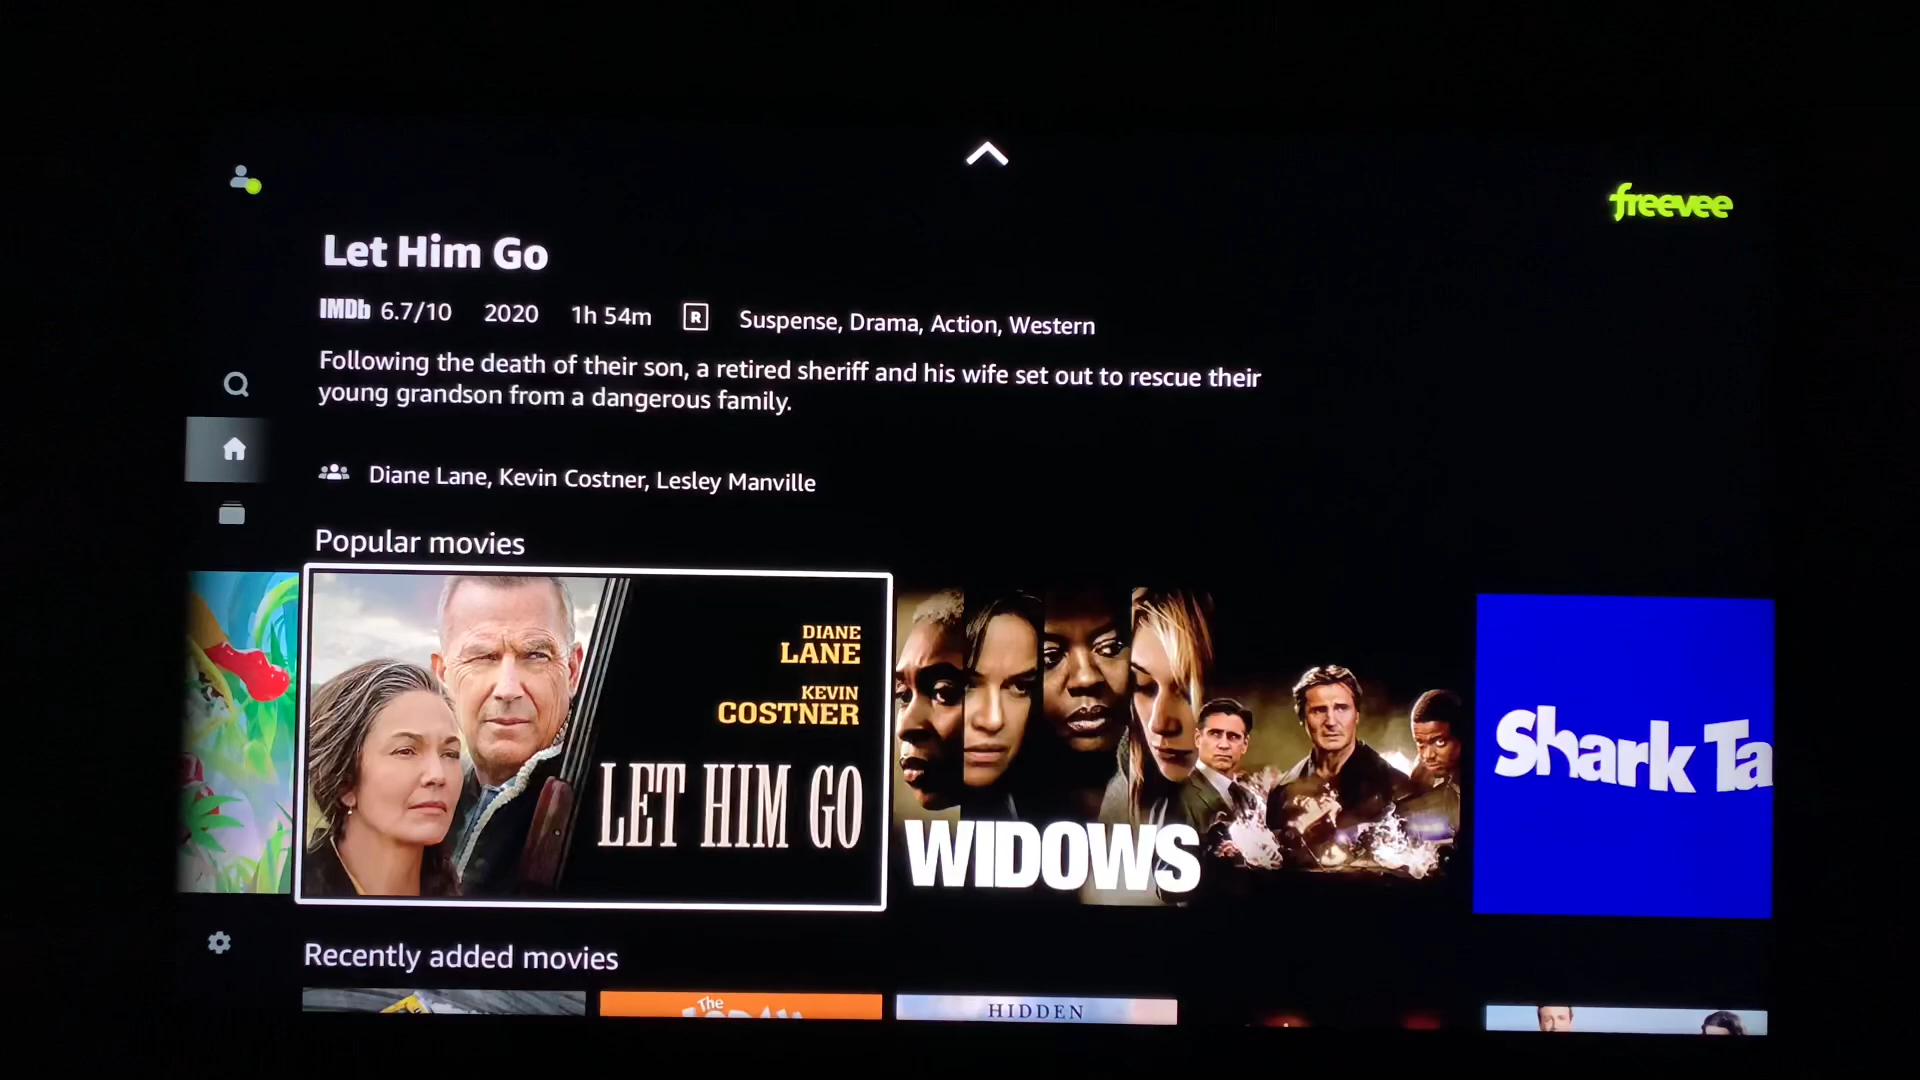 freevee
Let Him Go
IMDb 6.7/10 2020 1h 54m R Suspense, Drama, Action, Western
Following the death of their son, a retired sheriff and his wife set out to rescue their
young grandson from a dangerous family.
Diane Lane, Kevin Costner, Lesley Manville
Popular movies
DIANE
LANE
KEVIN
COSTNER
LET HIM GO
WIDOWS
Shark Ta
Recently added movies
The
HIDDEN